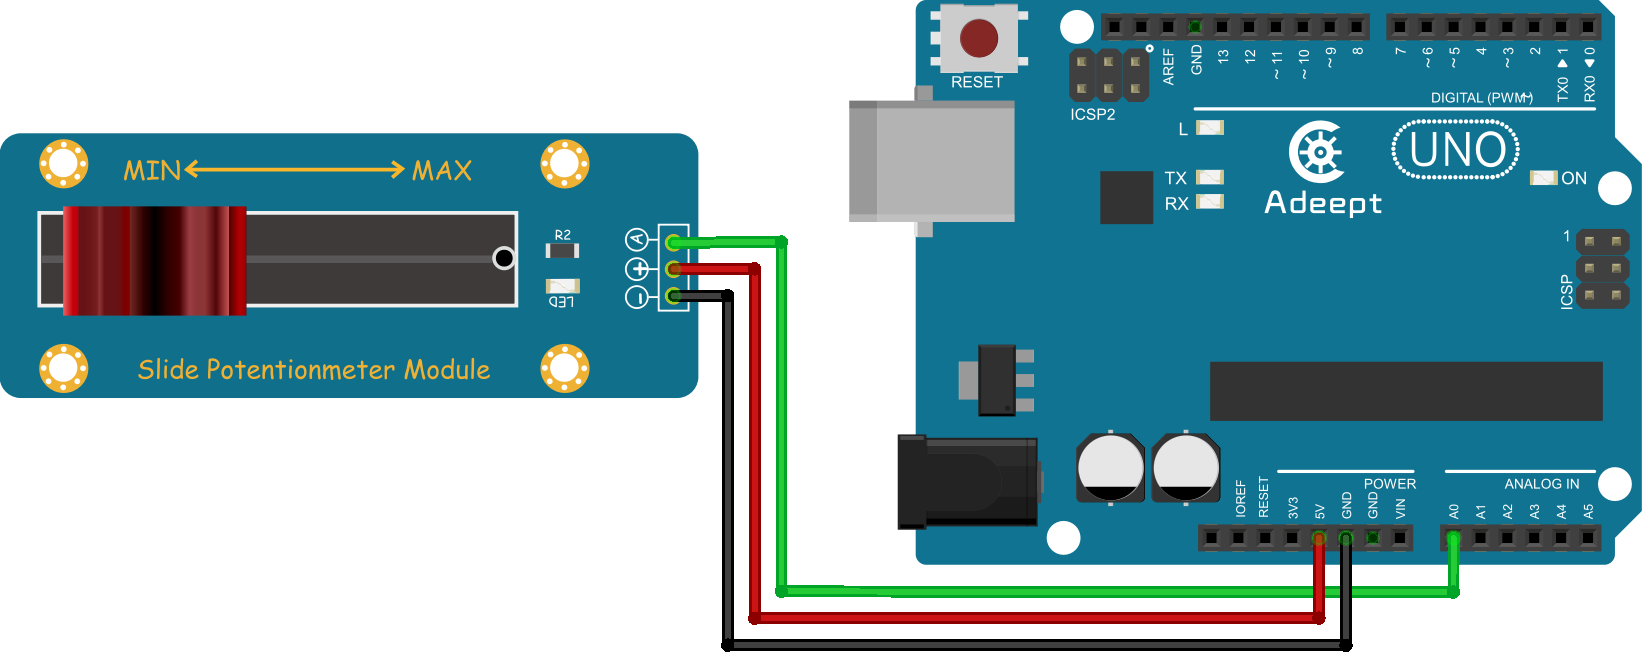 MIN MAX
R2
LED
A
+
-
Slide Potentionmeter Module
RESET
ICSP2
AREF
GND
13
12
~11
~10
~9
8
7
~6
~5
4
~3
2
TX0 ▶ 1
RX0 ◀ 0
DIGITAL (PWM~)
L
TX
RX
Adeept
UNO
ON
1
ICSP
POWER
ANALOG IN
IOREF
RESET
3V3
5V
GND
GND
VIN
A0
A1
A2
A3
A4
A5